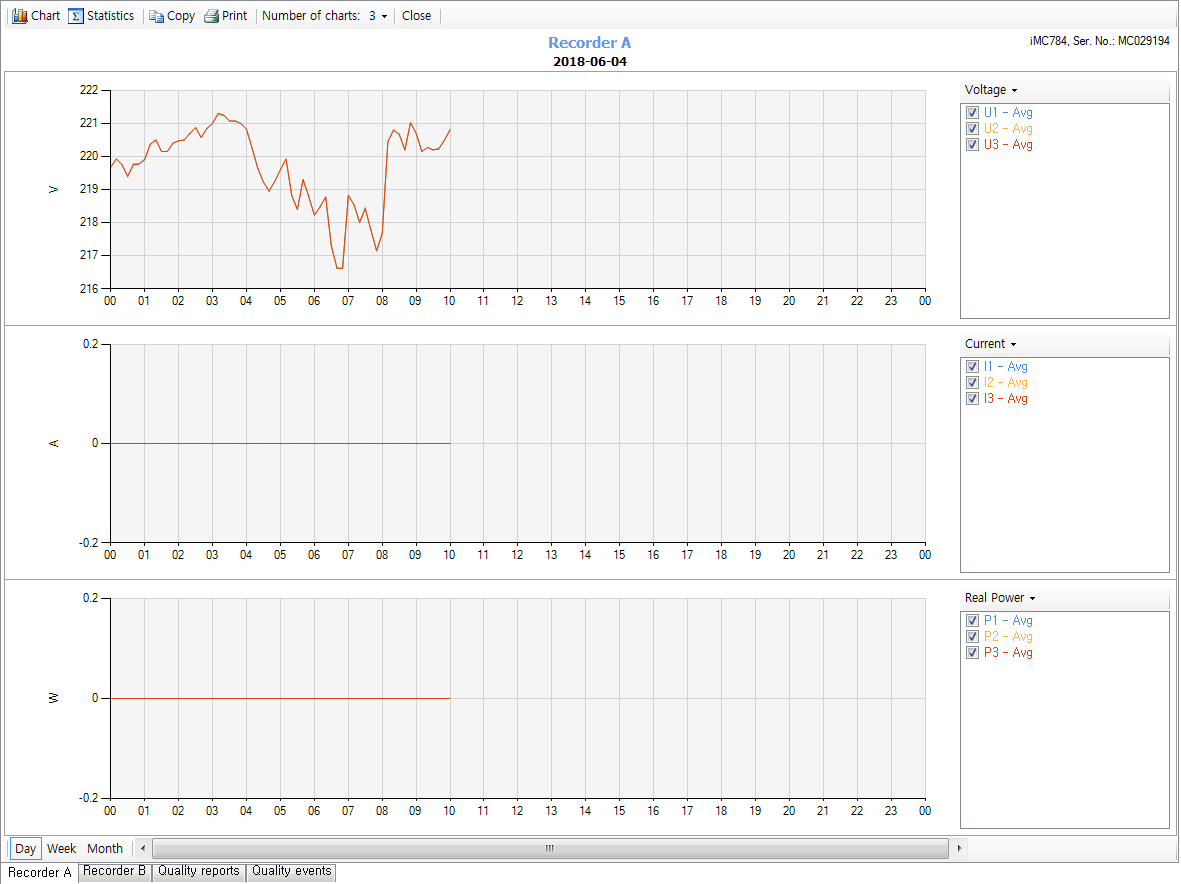 Chart Statistics Copy Print Number of charts: 3 Close
Recorder A
iMC784, Ser. No.: MC029194
2018-06-04
222
221
220
219
218
217
216
V
00 01 02 03 04 05 06 07 08 09 10 11 12 13 14 15 16 17 18 19 20 21 22 23 00
Voltage
U1 - Avg
U2 - Avg
U3 - Avg
0.2
0
-0.2
A
00 01 02 03 04 05 06 07 08 09 10 11 12 13 14 15 16 17 18 19 20 21 22 23 00
Current
I1 - Avg
I2 - Avg
I3 - Avg
0.2
0
-0.2
W
00 01 02 03 04 05 06 07 08 09 10 11 12 13 14 15 16 17 18 19 20 21 22 23 00
Real Power
P1 - Avg
P2 - Avg
P3 - Avg
Day Week Month
Recorder A Recorder B Quality reports Quality events